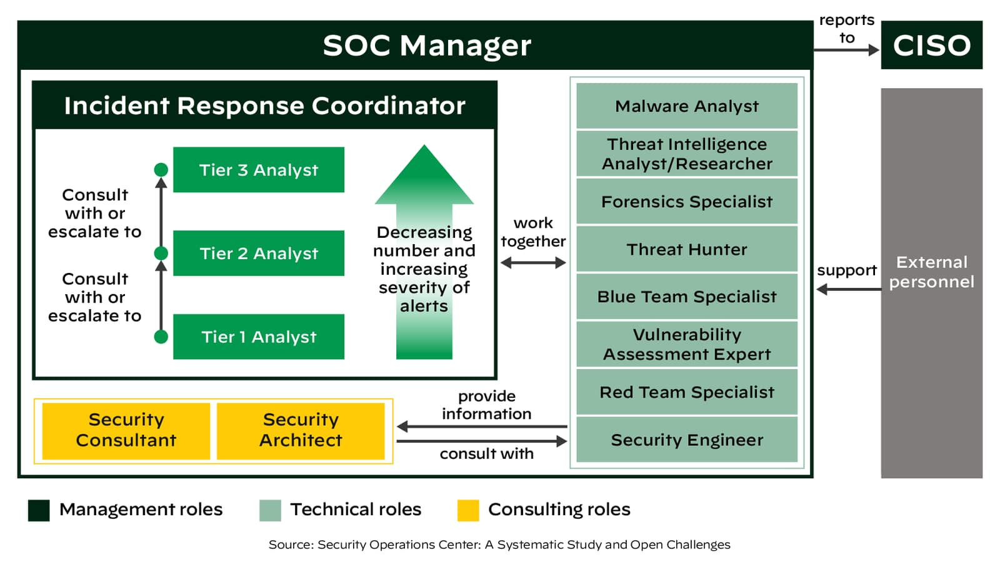 SOC Manager
reports
to
CISO
Incident Response Coordinator
Tier 3 Analyst
Consult
with or
escalate to
Tier 2 Analyst
Consult
with or
escalate to
Tier 1 Analyst
Decreasing
number and
increasing
severity of
alerts
work
together
Malware Analyst
Threat Intelligence
Analyst/Researcher
Forensics Specialist
Threat Hunter
Blue Team Specialist
Vulnerability
Assessment Expert
Red Team Specialist
Security Engineer
support
External
personnel
Security
Consultant
Security
Architect
provide
information
consult with
Management roles
Technical roles
Consulting roles
Source: Security Operations Center: A Systematic Study and Open Challenges